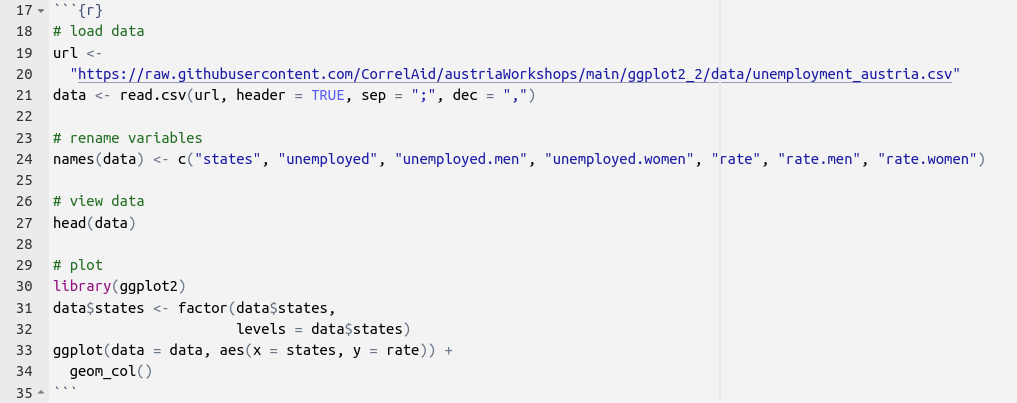 17 ```{r}
18 # load data
19 url <-
20   "https://raw.githubusercontent.com/CorrelAid/austriaWorkshops/main/ggplot2_2/data/unemployment_austria.csv"
21 data <- read.csv(url, header = TRUE, sep = ";", dec = ",")
22
23 # rename variables
24 names(data) <- c("states", "unemployed", "unemployed.men", "unemployed.women", "rate", "rate.men", "rate.women")
25
26 # view data
27 head(data)
28
29 # plot
30 library(ggplot2)
31 data$states <- factor(data$states,
32                       levels = data$states)
33 ggplot(data = data, aes(x = states, y = rate)) +
34   geom_col()
35 ```